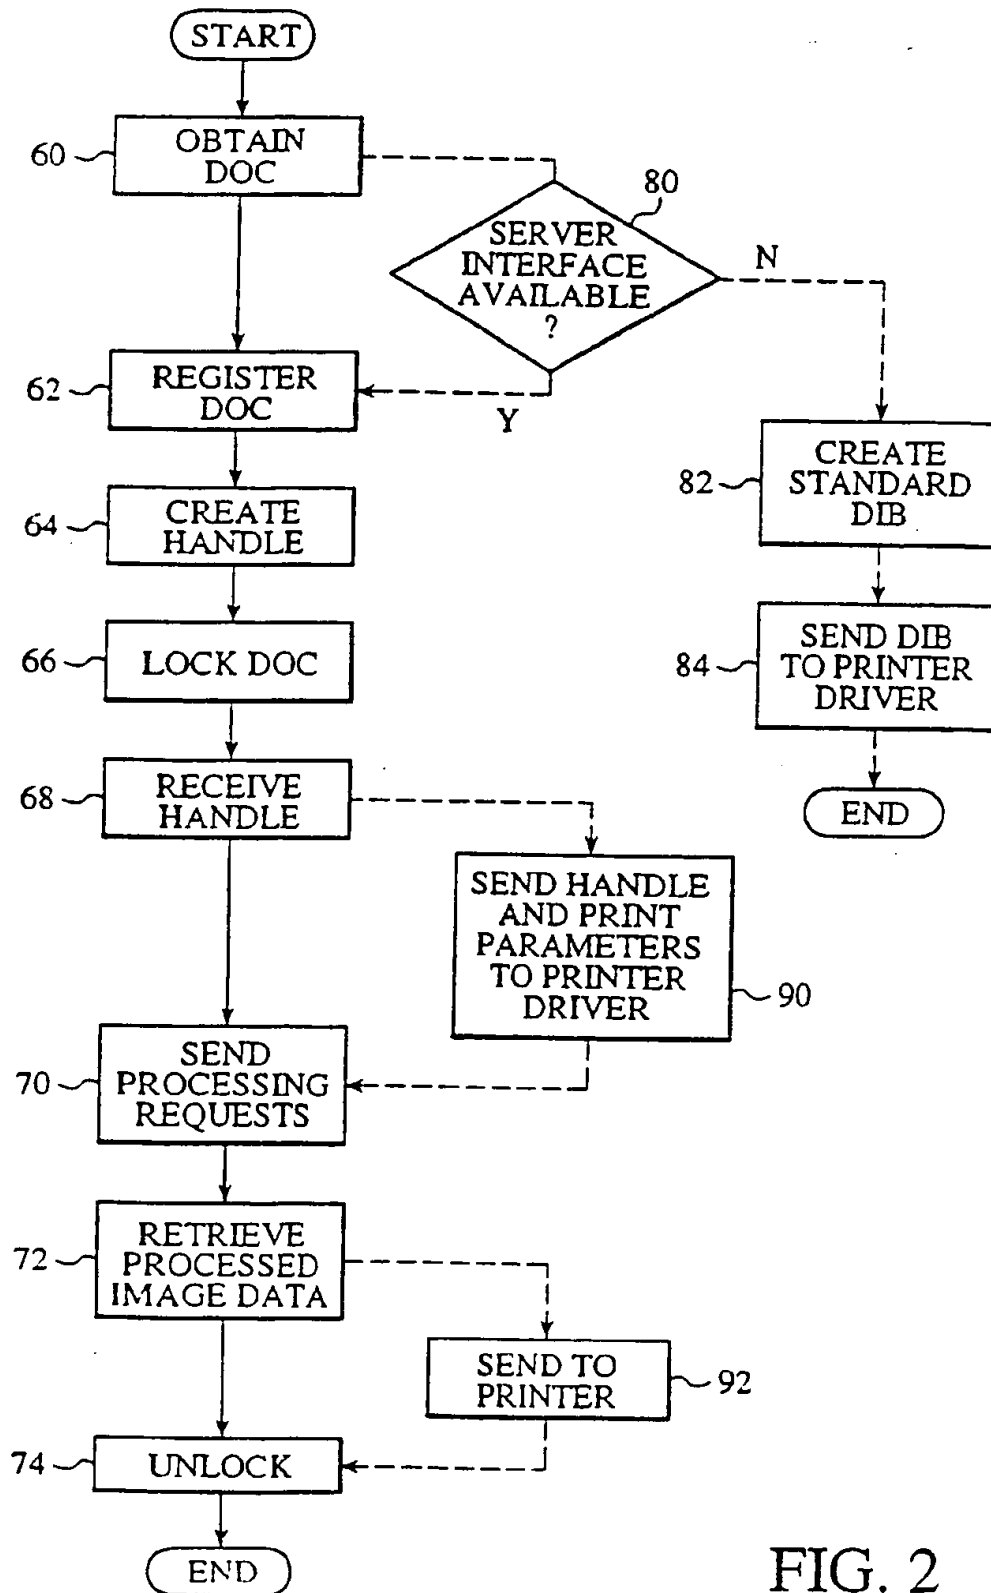 START
60
OBTAIN
DOC
80
SERVER
INTERFACE
AVAILABLE
?
N
Y
62
REGISTER
DOC
64
CREATE
HANDLE
66
LOCK DOC
68
RECEIVE
HANDLE
82
CREATE
STANDARD
DIB
84
SEND DIB
TO PRINTER
DRIVER
END
SEND HANDLE
AND PRINT
PARAMETERS
TO PRINTER
DRIVER
90
70
SEND
PROCESSING
REQUESTS
72
RETRIEVE
PROCESSED
IMAGE DATA
SEND TO
PRINTER
92
74
UNLOCK
END
FIG. 2